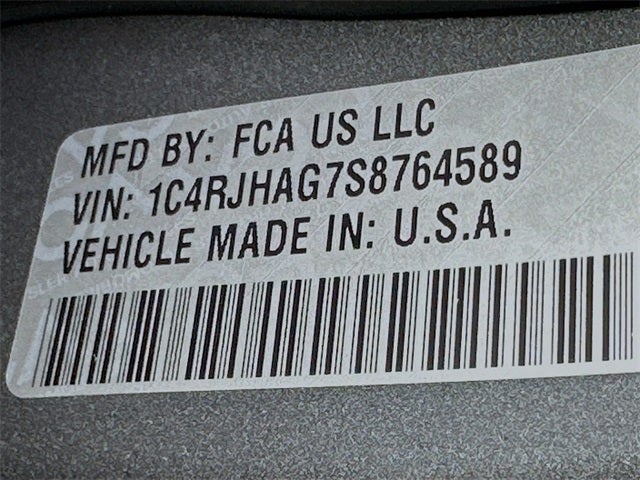 MFD BY: FCA US LLC
VIN: 1C4RJHAG7S8764589
VEHICLE MADE IN: U.S.A.